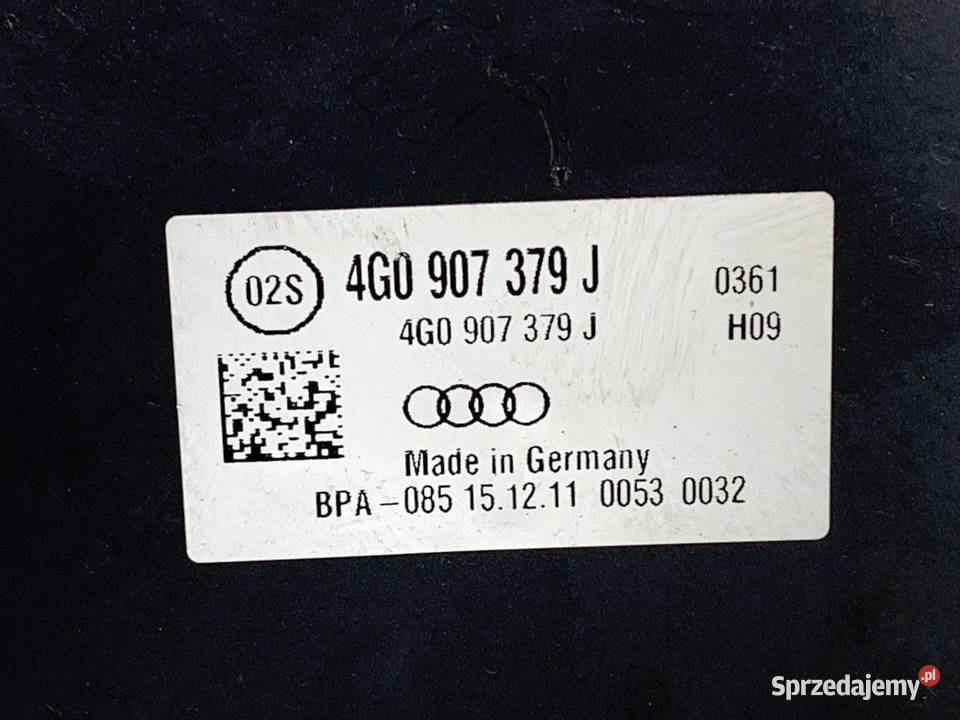 02S 4G0 907 379 J 0361
4G0 907 379 J H09
Made in Germany
BPA-085 15.12.11 0053 0032
Sprzedajemy.pl